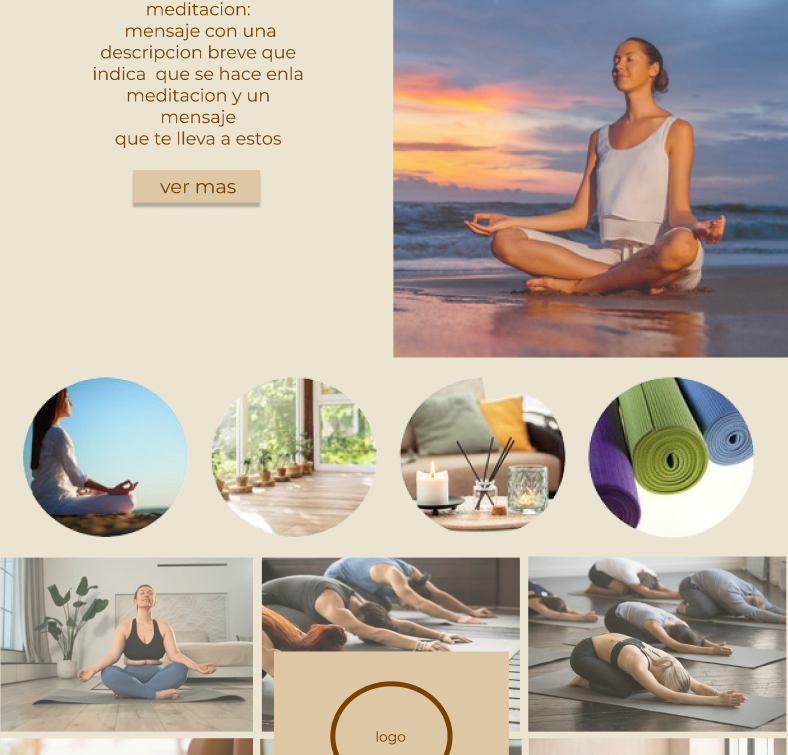 meditacion:
mensaje con una
descripcion breve que
indica  que se hace enla
meditacion y un
mensaje
que te lleva a estos
ver mas
logo